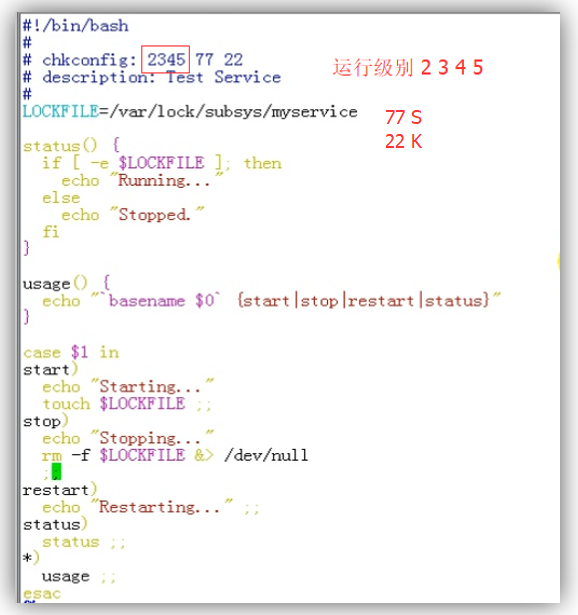 #!/bin/bash
#
# chkconfig: 2345 77 22
运行级别 2 3 4 5
# description: Test Service
#
LOCKFILE=/var/lock/subsys/myservice
77 S
22 K
status() {
  if [ -e $LOCKFILE ]; then
    echo "Running..."
  else
    echo "Stopped."
  fi
}
usage() {
  echo "`basename $0` {start|stop|restart|status}"
}
case $1 in
start)
  echo "Starting..."
  touch $LOCKFILE ;;
stop)
  echo "Stopping..."
  rm -f $LOCKFILE &> /dev/null
  ;;
restart)
  echo "Restarting..." ;;
status)
  status ;;
*)
  usage ;;
esac